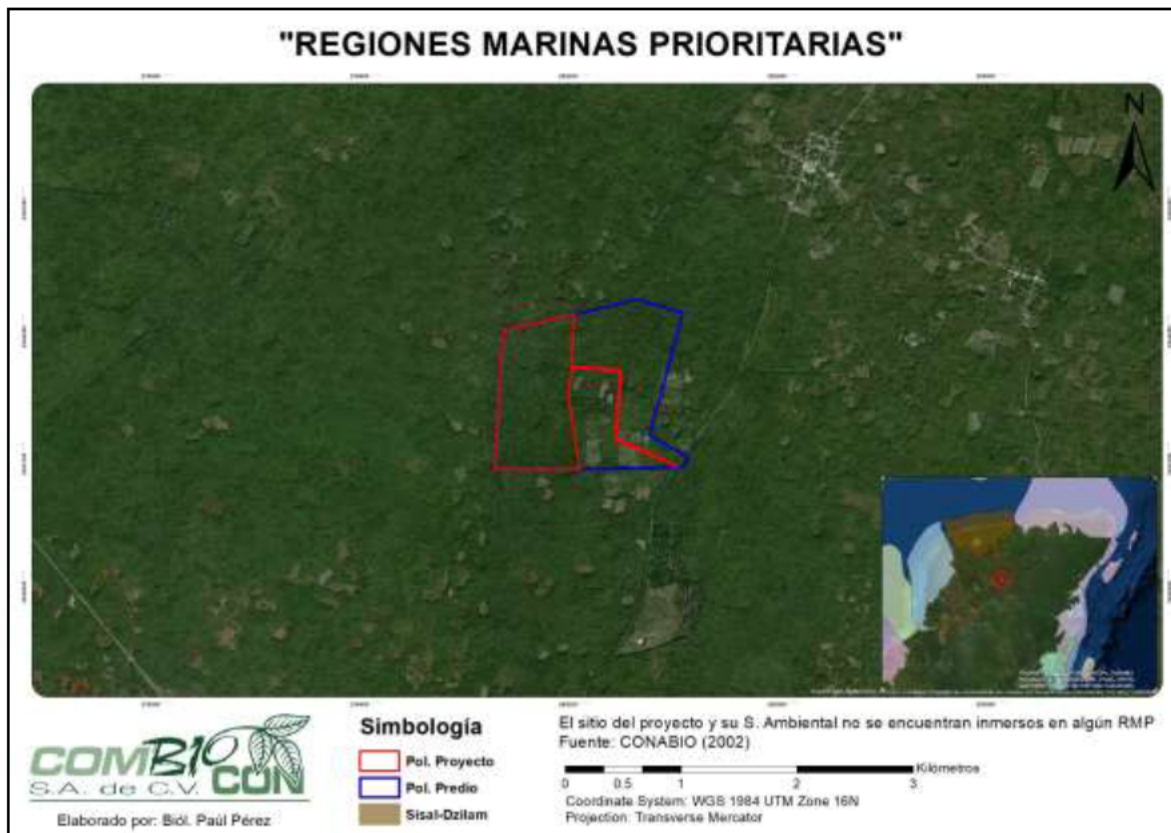 "REGIONES MARINAS PRIORITARIAS"
N
COMBIOCON
S.A. de C.V.
Elaborado por: Biól. Paúl Pérez
Simbología
Pol. Proyecto
Pol. Predio
Sisal-Dzilam
El sitio del proyecto y su S. Ambiental no se encuentran inmersos en algún RMP
Fuente: CONABIO (2002)
Kilómetros
0 0.5 1 2 3
Coordinate System: WGS 1984 UTM Zone 16N
Projection: Transverse Mercator